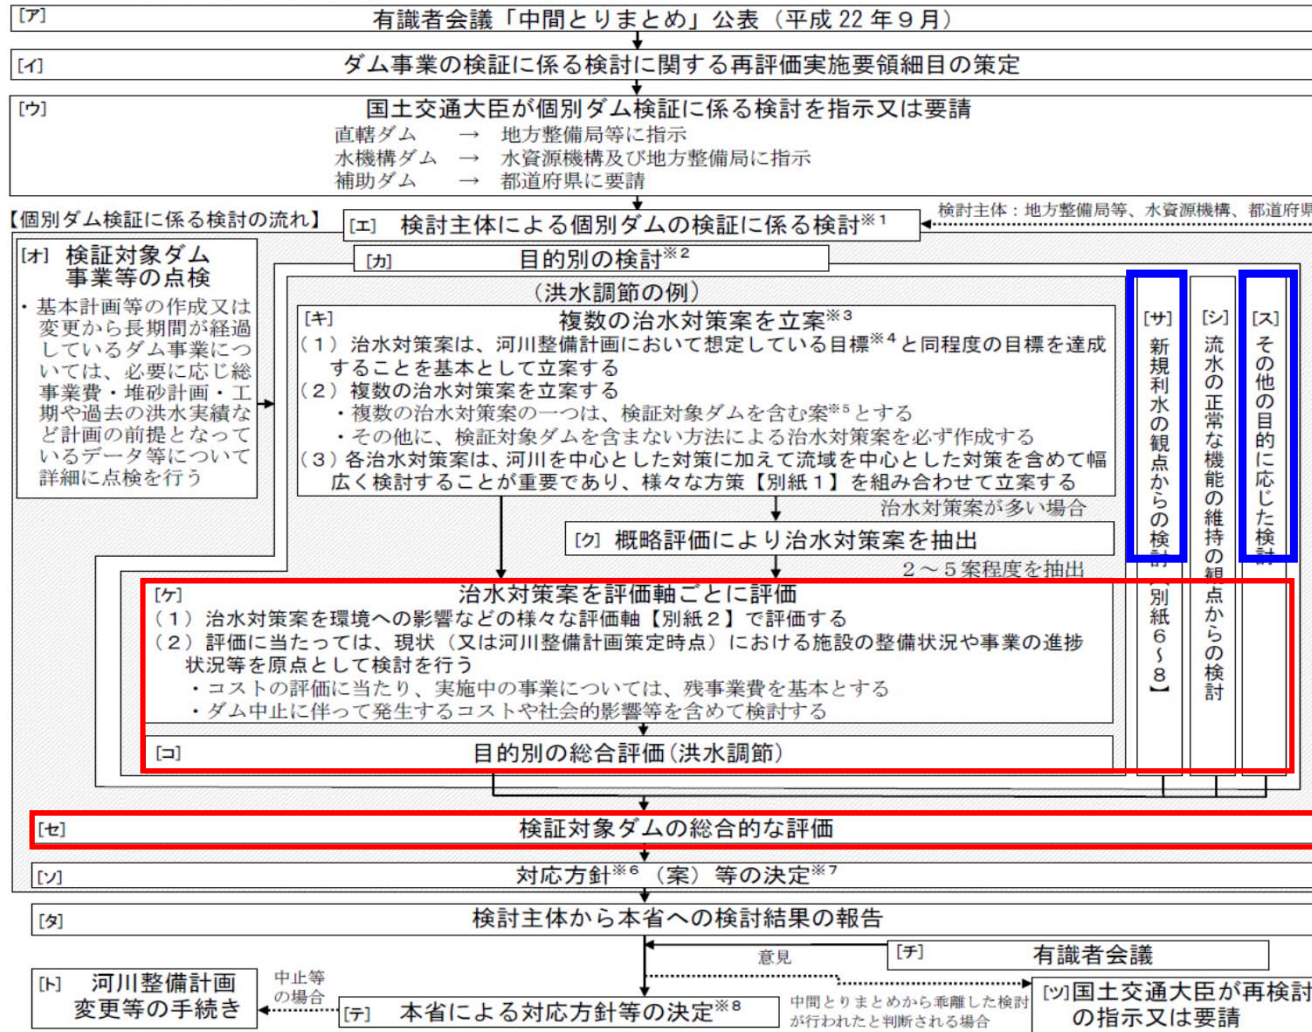 [ア] 有識者会議「中間とりまとめ」公表（平成22年９月）
[イ] ダム事業の検証に係る検討に関する再評価実施要領細目の策定
[ウ] 国土交通大臣が個別ダム検証に係る検討を指示又は要請
直轄ダム → 地方整備局等に指示
水機構ダム → 水資源機構及び地方整備局に指示
補助ダム → 都道府県に要請
【個別ダム検証に係る検討の流れ】
[エ] 検討主体による個別ダムの検証に係る検討※１
検討主体：地方整備局等、水資源機構、都道府県
[オ] 検証対象ダム
事業等の点検
・基本計画等の作成又は
変更から長期間が経過
しているダム事業につ
いては、必要に応じ総
事業費・堆砂計画・工
期や過去の洪水実績な
ど計画の前提となって
いるデータ等について
詳細に点検を行う
[カ] 目的別の検討※２
（洪水調節の例）
[キ] 複数の治水対策案を立案※３
（１）治水対策案は、河川整備計画において想定している目標※４と同程度の目標を達成
することを基本として立案する
（２）複数の治水対策案を立案する
・複数の治水対策案の一つは、検証対象ダムを含む案※５とする
・その他に、検証対象ダムを含まない方法による治水対策案を必ず作成する
（３）各治水対策案は、河川を中心とした対策に加えて流域を中心とした対策を含めて幅
広く検討することが重要であり、様々な方策【別紙１】を組み合わせて立案する
治水対策案が多い場合
[ク] 概略評価により治水対策案を抽出
２～５案程度を抽出
[ケ] 治水対策案を評価軸ごとに評価
（１）治水対策案を環境への影響などの様々な評価軸【別紙２】で評価する
（２）評価に当たっては、現状（又は河川整備計画策定時点）における施設の整備状況や事業の進捗
状況等を原点として検討を行う
・コストの評価に当たり、実施中の事業については、残事業費を基本とする
・ダム中止に伴って発生するコストや社会的影響等を含めて検討する
[コ] 目的別の総合評価（洪水調節）
[サ] 新規利水の観点からの検討【別紙６～８】
[シ] 流水の正常な機能の維持の観点からの検討
[ス] その他の目的に応じた検討
[セ] 検証対象ダムの総合的な評価
[ソ] 対応方針※６（案）等の決定※７
[タ] 検討主体から本省への検討結果の報告
意見
[チ] 有識者会議
[ト] 河川整備計画
変更等の手続き
中止等
の場合
[テ] 本省による対応方針等の決定※８
中間とりまとめから乖離した検討
が行われたと判断される場合
[ツ] 国土交通大臣が再検討
の指示又は要請